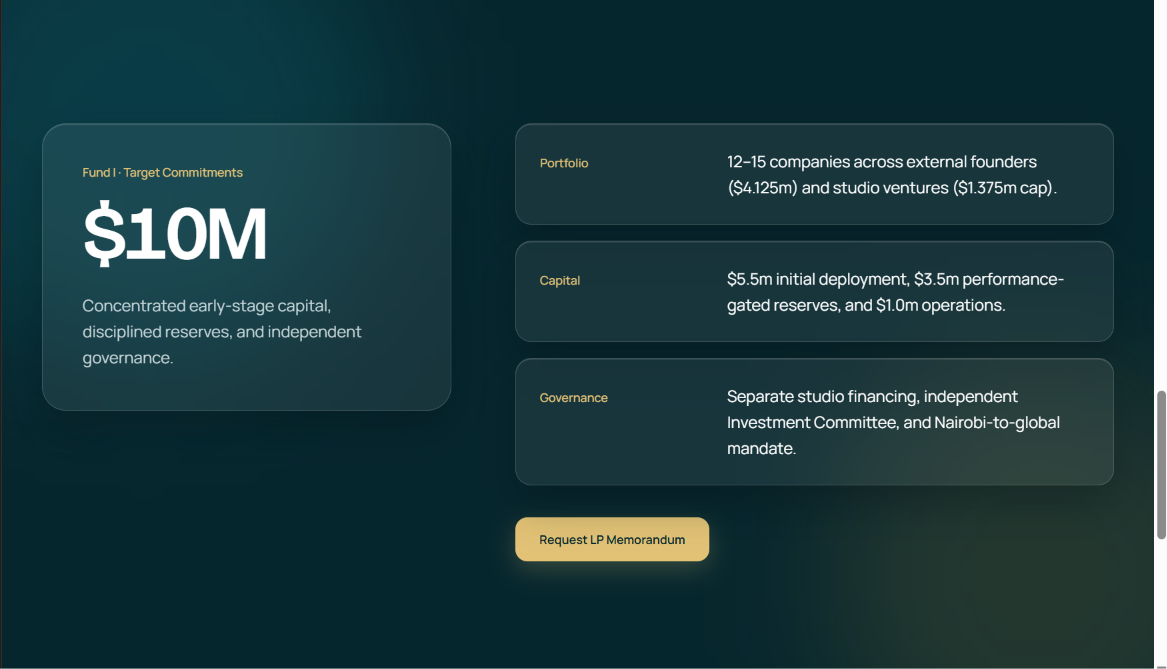 Fund I · Target Commitments
$10M
Concentrated early-stage capital,
disciplined reserves, and independent
governance.
Portfolio
12–15 companies across external founders
($4.125m) and studio ventures ($1.375m cap).
Capital
$5.5m initial deployment, $3.5m performance-
gated reserves, and $1.0m operations.
Governance
Separate studio financing, independent
Investment Committee, and Nairobi-to-global
mandate.
Request LP Memorandum